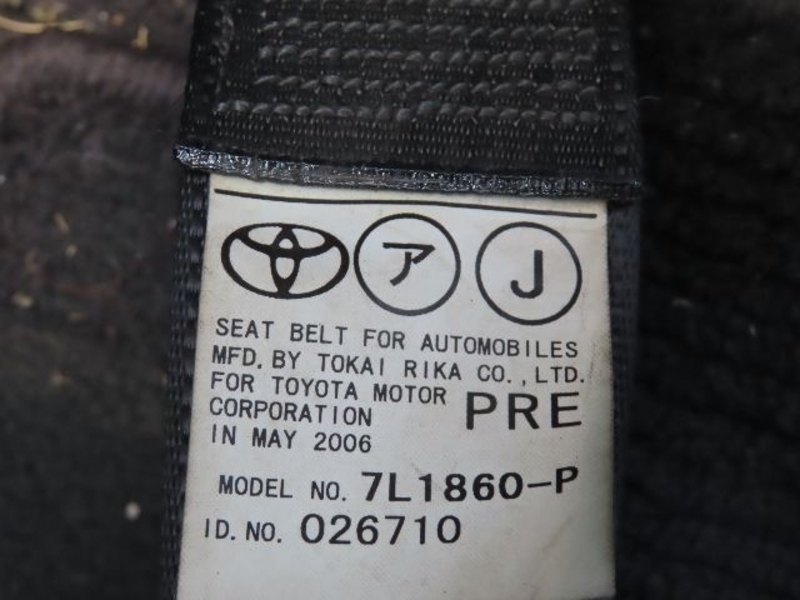 ア J
SEAT BELT FOR AUTOMOBILES
MFD. BY TOKAI RIKA CO., LTD.
FOR TOYOTA MOTOR
CORPORATION
PRE
IN MAY 2006
MODEL NO. 7L1860-P
ID. NO. 026710